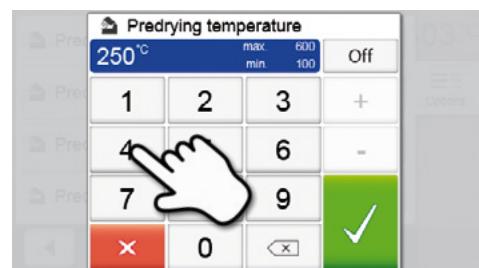 Predrying temperature
250°C
max. 600
min. 100
Off
1 2 3 +
4 6 -
7 9
0